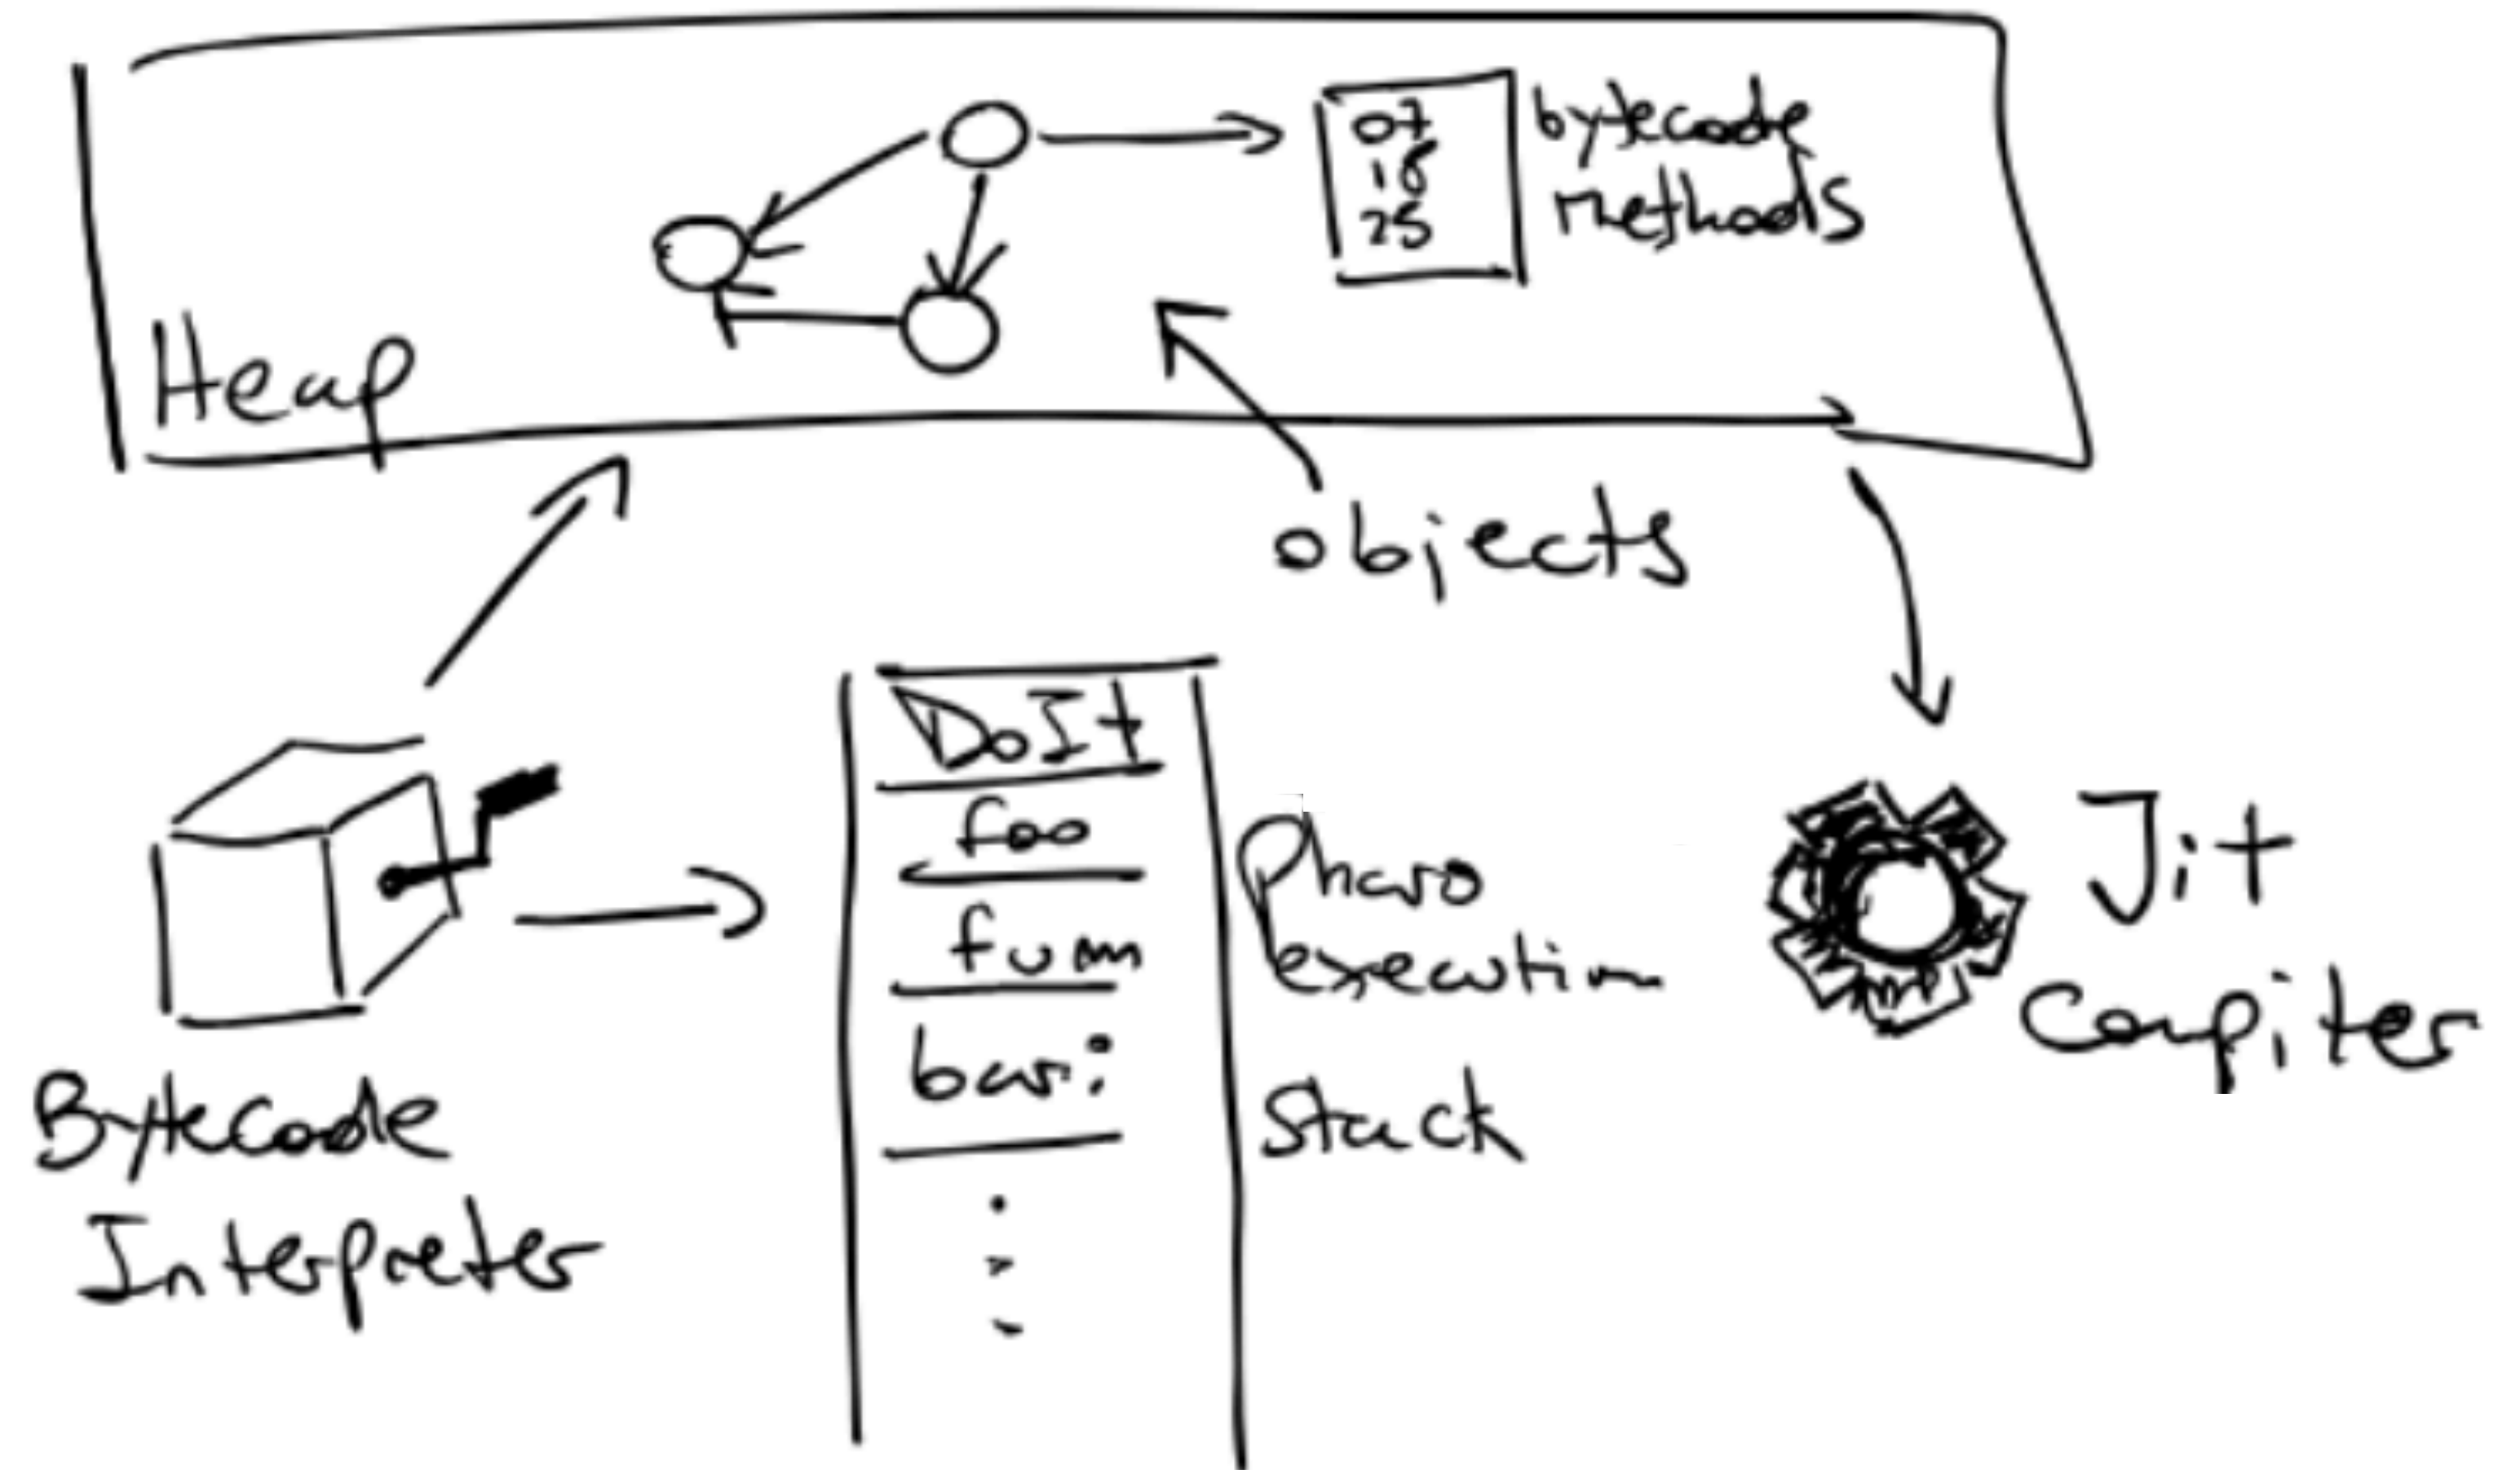 07
18
25
bytecode
methods
Heap
objects
DoIt
foo
fum
bar:
Pharo
execution
stack
Bytecode
Interpreter
Jit
Compiler